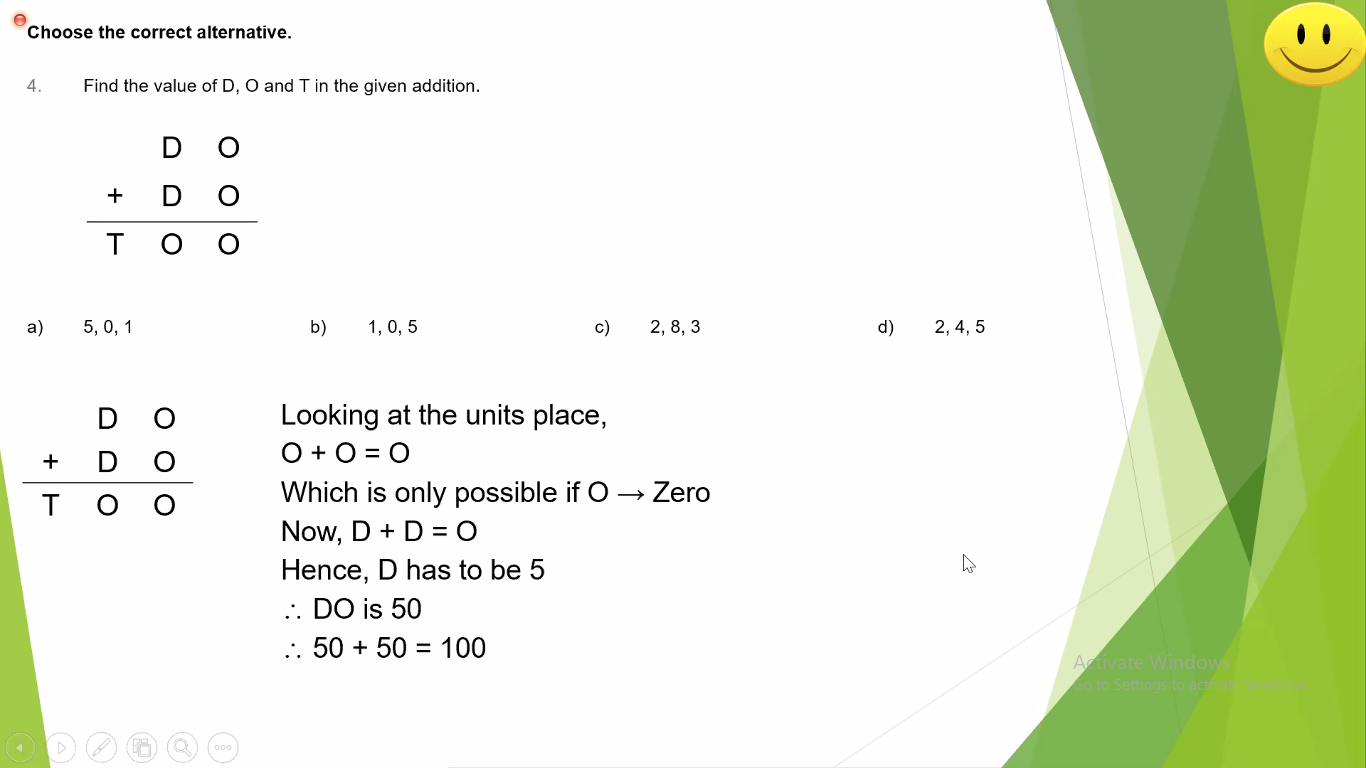 Choose the correct alternative.
4. Find the value of D, O and T in the given addition.
D O
+ D O
T O O
a) 5, 0, 1 b) 1, 0, 5 c) 2, 8, 3 d) 2, 4, 5
D O
+ D O
T O O
Looking at the units place,
O + O = O
Which is only possible if O → Zero
Now, D + D = O
Hence, D has to be 5
∴ DO is 50
∴ 50 + 50 = 100
Activate Windows
Go to Settings to activate Windows.